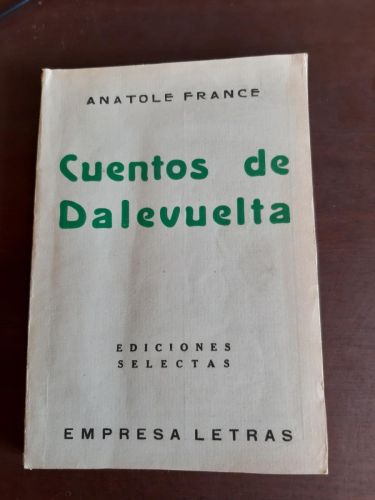 ANATOLE FRANCE
Cuentos de
Dalevuelta
EDICIONES
SELECTAS
EMPRESA LETRAS